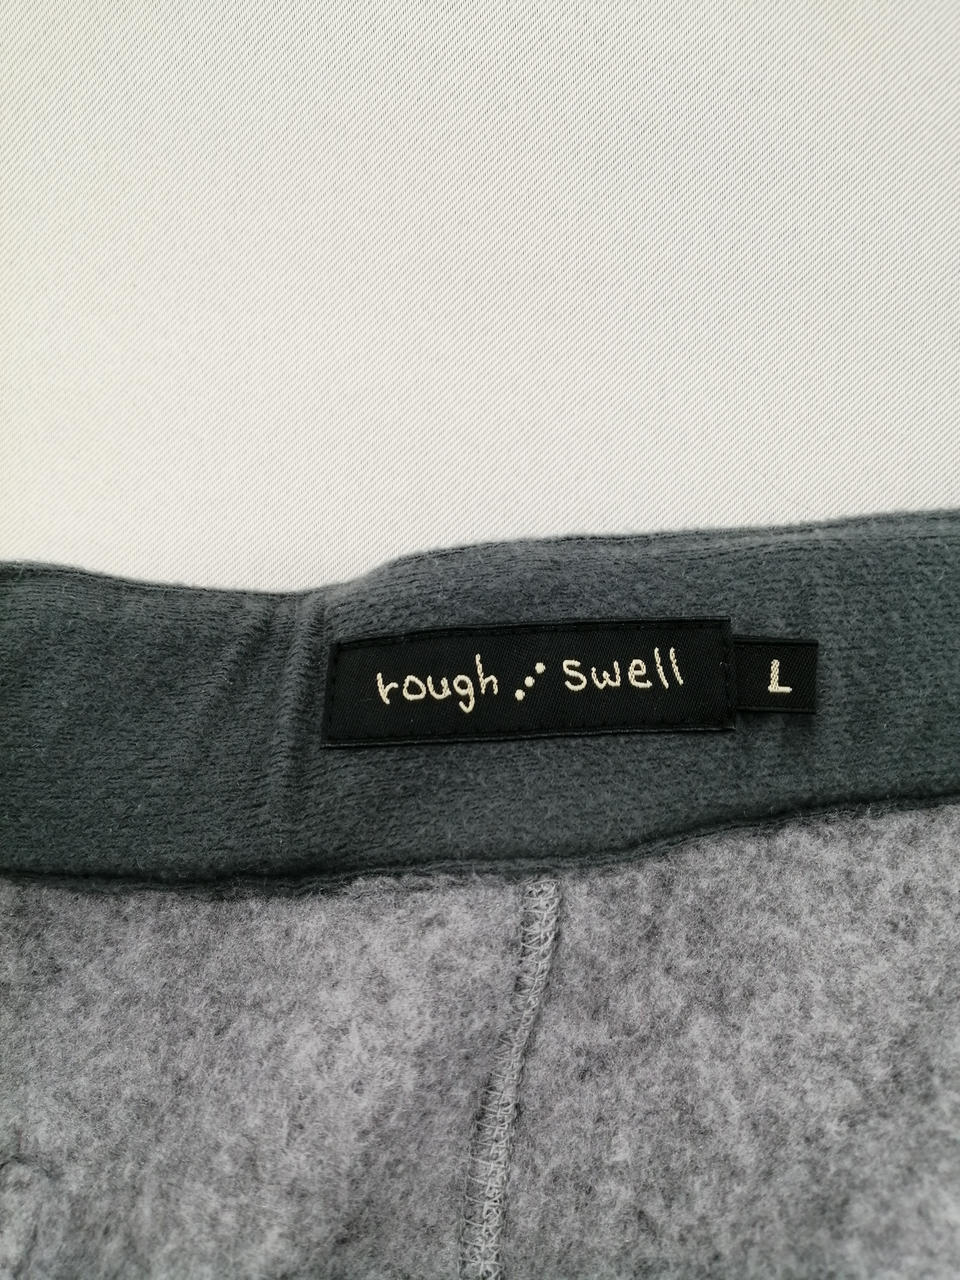 rough ⋰ swell
L